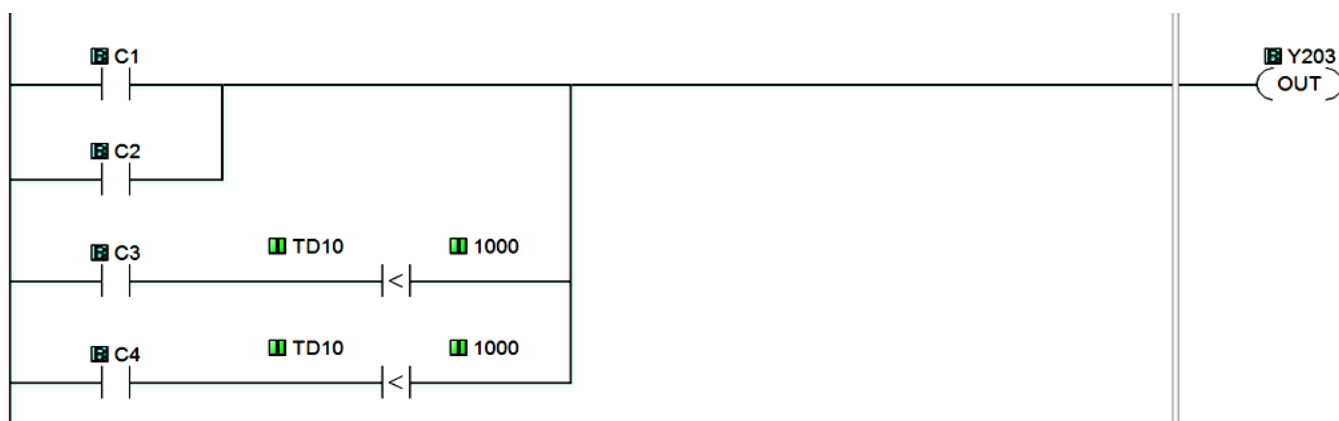 B C1
B Y203
OUT
B C2
B C3 I TD10 < I 1000
B C4 I TD10 < I 1000